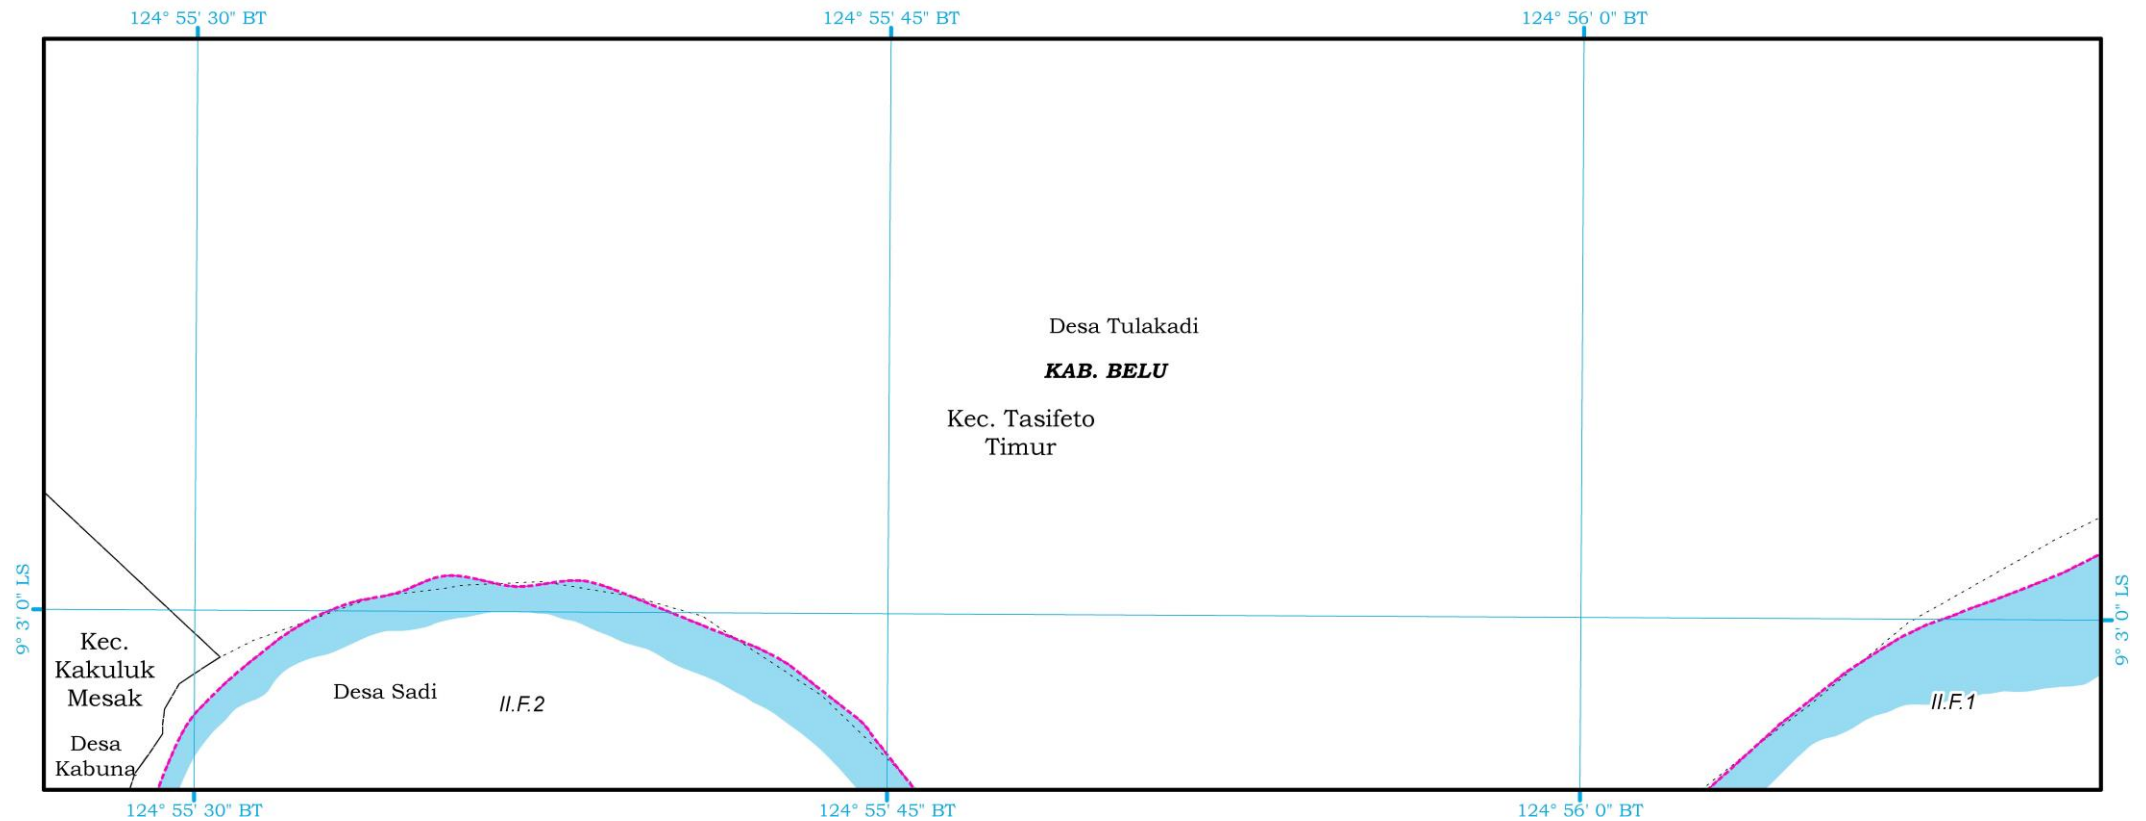 124° 55' 30" BT
124° 55' 45" BT
124° 56' 0" BT
Desa Tulakadi
KAB. BELU
Kec. Tasifeto
Timur
9° 3' 0" LS
9° 3' 0" LS
Kec.
Kakuluk
Mesak
Desa Sadi
II.F.2
II.F.1
Desa
Kabuna
124° 55' 30" BT
124° 55' 45" BT
124° 56' 0" BT